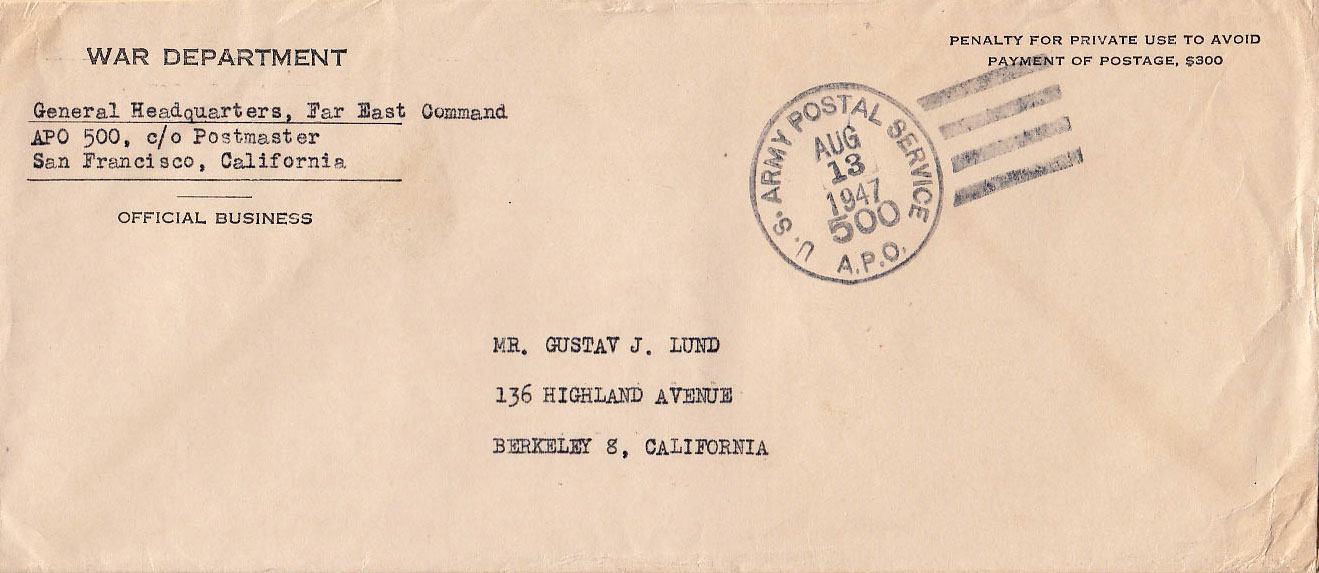 WAR DEPARTMENT
General Headquarters, Far East Command
APO 500, c/o Postmaster
San Francisco, California
OFFICIAL BUSINESS
PENALTY FOR PRIVATE USE TO AVOID
PAYMENT OF POSTAGE, $300
U. S. ARMY POSTAL SERVICE
AUG
13
1947
500
A.P.O.
MR. GUSTAV J. LUND
136 HIGHLAND AVENUE
BERKELEY 8, CALIFORNIA